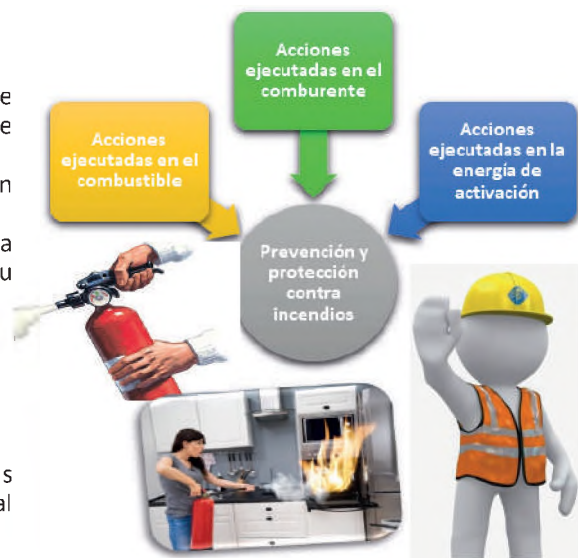 Acciones
ejecutadas en el
comburente
e
e
Acciones
ejecutadas en el
combustible
Acciones
ejecutadas en la
energía de
activación
n
a
u
Prevención y
protección
contra
incendios
s
al